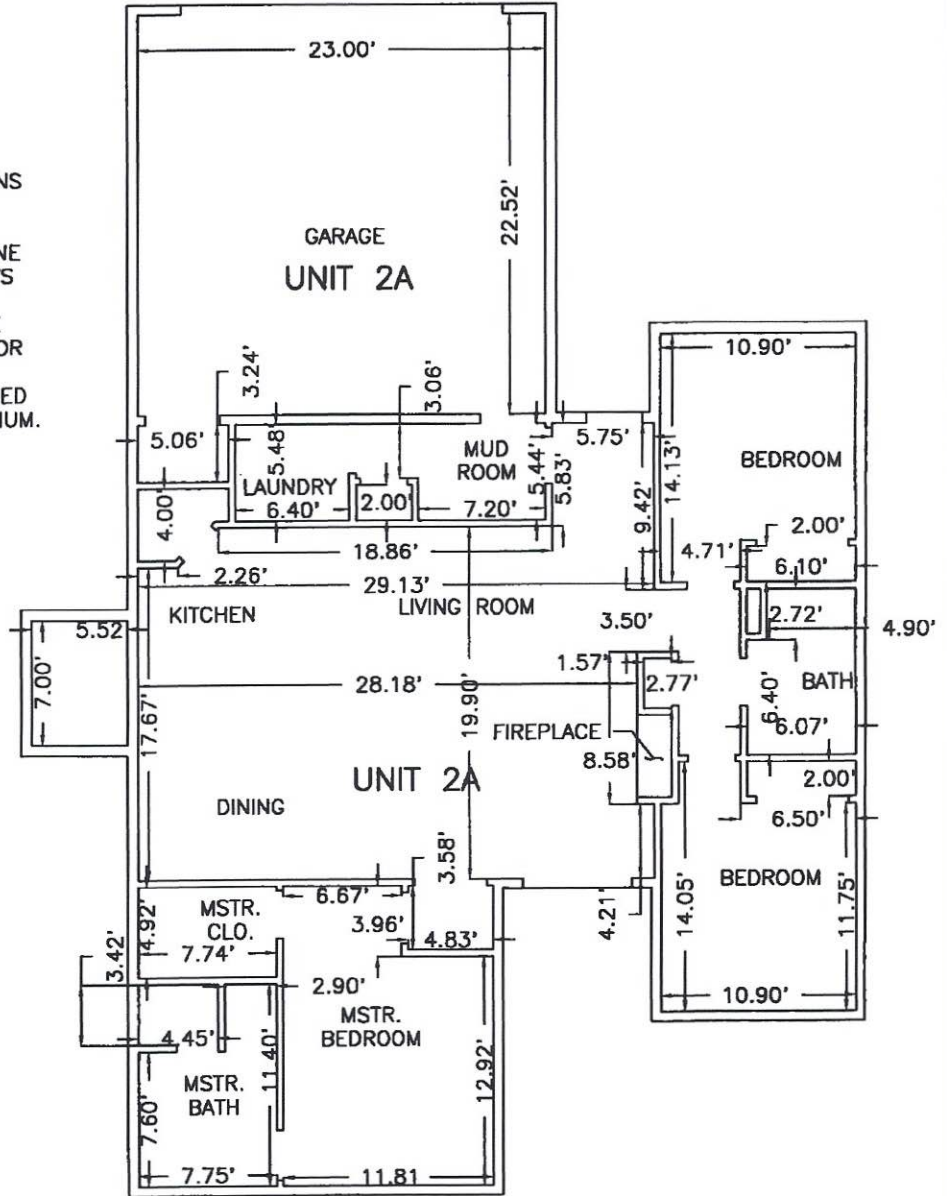 23.00'
NS
22.52'
GARAGE
NE
'S
UNIT 2A
OR
10.90'
3.24'
3.06'
ED
IUM.
5.06'
5.48'
MUD
ROOM
5.44'
5.83'
5.75'
9.42'
14.13'
BEDROOM
LAUNDRY
6.40'
2.00'
7.20'
4.00'
2.00'
18.86'
4.71'
6.10'
2.26'
29.13'
KITCHEN
LIVING ROOM
3.50'
2.72'
4.90'
5.52
7.00'
1.57'
28.18'
2.77'
BATH
6.40'
17.67'
19.90'
FIREPLACE
6.07'
8.58'
UNIT 2A
2.00'
DINING
6.50'
3.58'
BEDROOM
6.67'
4.21'
14.05'
11.75'
MSTR.
CLO.
4.92'
3.96'
4.83'
7.74'
3.42'
2.90'
10.90'
MSTR.
BEDROOM
4.45'
11.40'
12.92'
MSTR.
BATH
7.60'
7.75'
11.81